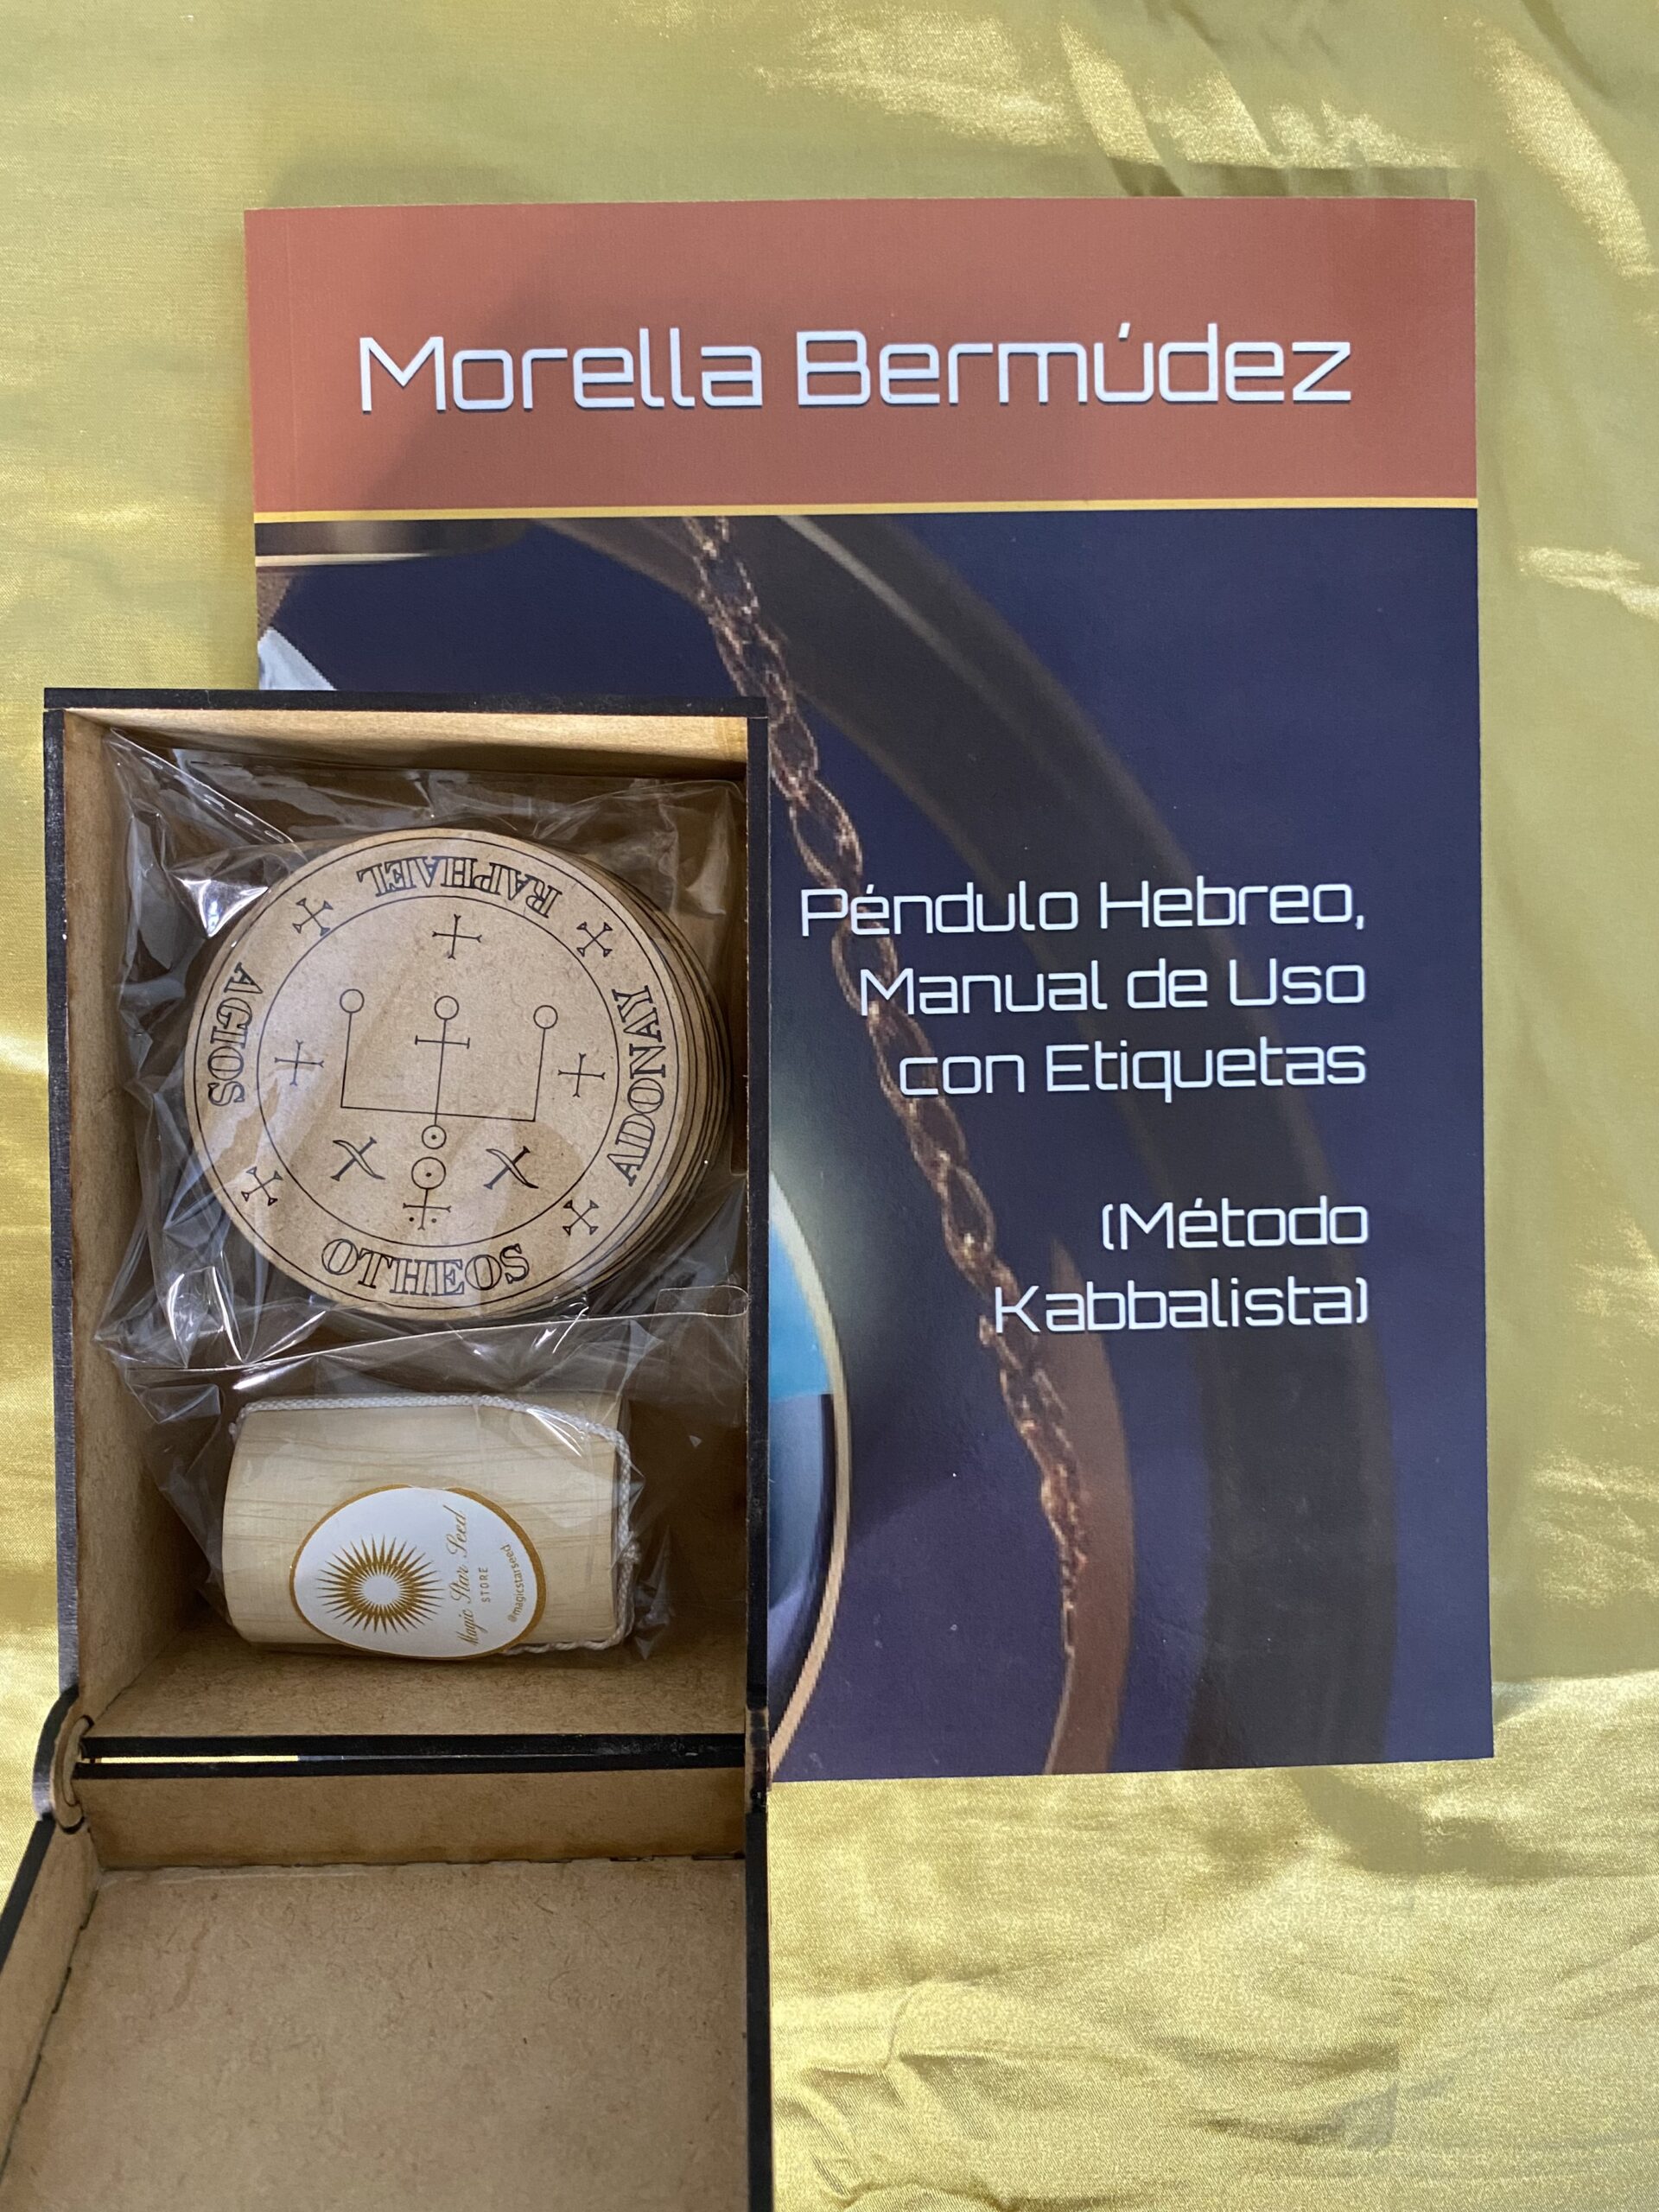 Morella Bermúdez
Péndulo Hebreo,
Manual de Uso
con Etiquetas
(Método
Kabbalista)
RAPHAEL
ADONAY
OTHEOS
AGIOS
Magic Star Seed
STORE
@magicstarseed